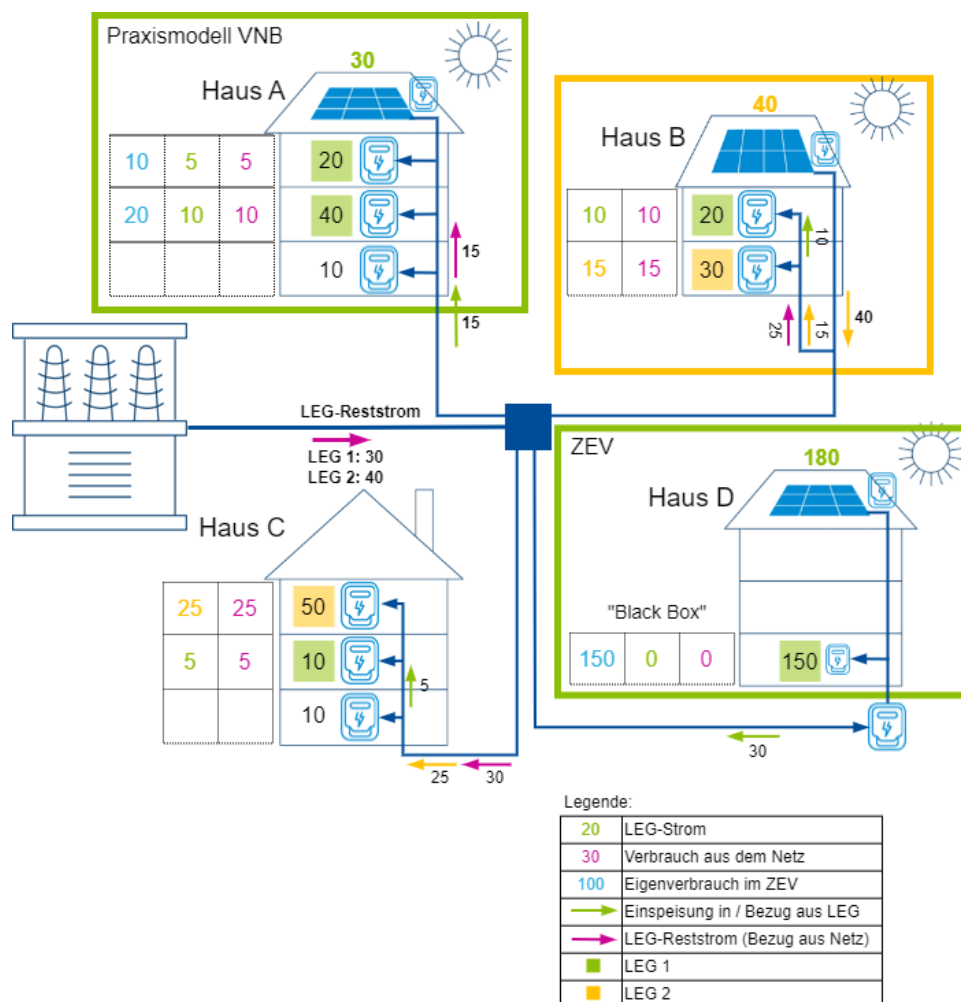 Praxismodell VNB
30
Haus A
10 5 5 20
20 10 10 40
10
15
15
40
Haus B
10 10 20
10
15 15 30
25
15
40
LEG-Reststrom
LEG 1: 30
LEG 2: 40
ZEV
180
Haus D
"Black Box"
150 0 0 150
30
Haus C
25 25 50
5 5 10
5
10
25
30
Legende:
20 LEG-Strom
30 Verbrauch aus dem Netz
100 Eigenverbrauch im ZEV
Einspeisung in / Bezug aus LEG
LEG-Reststrom (Bezug aus Netz)
LEG 1
LEG 2